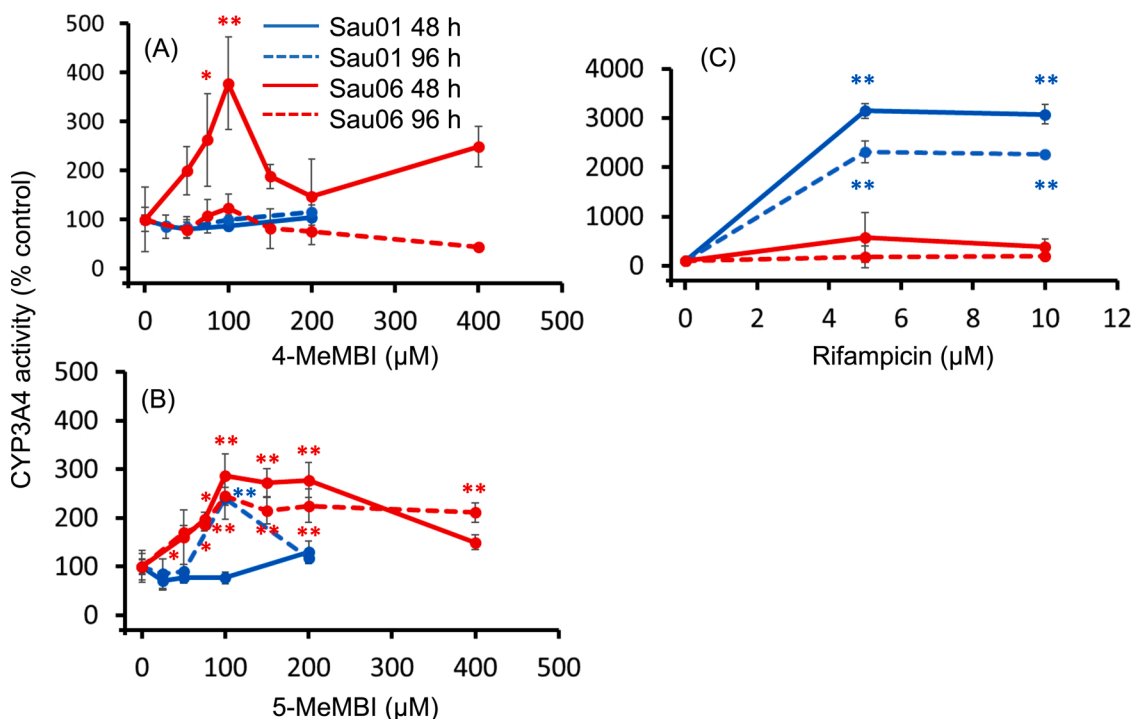 CYP3A4 activity (% control)
(A)
500
400
300
200
100
0
*
**
Sau01 48 h
Sau01 96 h
Sau06 48 h
Sau06 96 h
0 100 200 300 400 500
4-MeMBI (μM)
(C)
4000
3000
2000
1000
0
** **
** **
0 2 4 6 8 10 12
Rifampicin (μM)
(B)
500
400
300
200
100
0
** ** **
* ** **
* * ** ** **
0 100 200 300 400 500
5-MeMBI (μM)